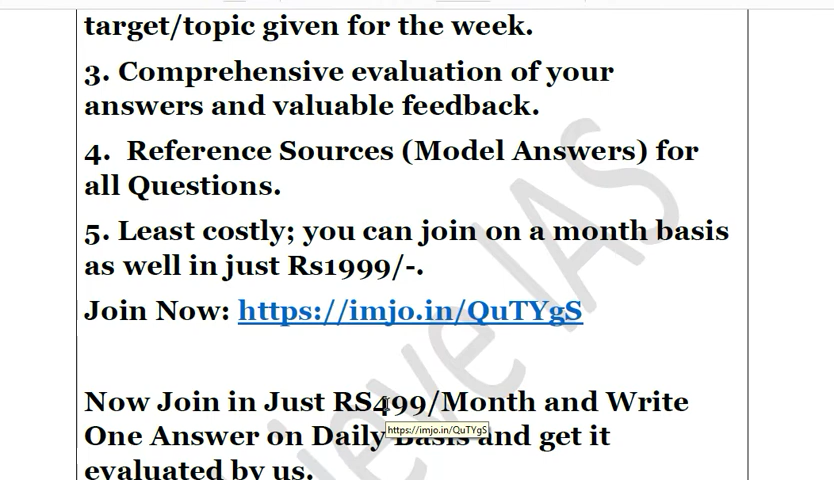 target/topic given for the week.
3. Comprehensive evaluation of your
answers and valuable feedback.
4. Reference Sources (Model Answers) for
all Questions.
5. Least costly; you can join on a month basis
as well in just Rs1999/-.
Join Now: https://imjo.in/QuTYgS
Now Join in Just RS499/Month and Write
https://imjo.in/QuTYgS
One Answer on Daily Basis and get it
evaluated by us.
eve IAS